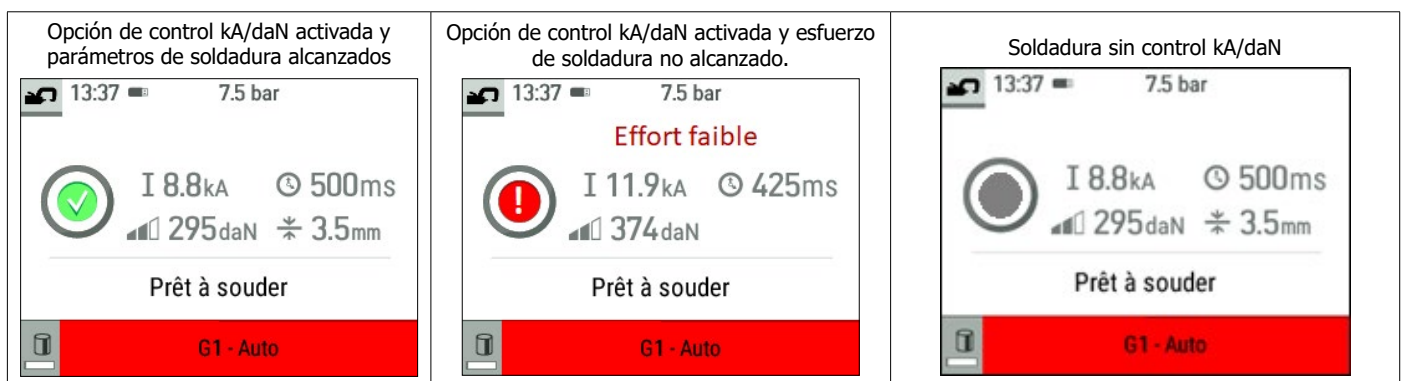 Opción de control kA/daN activada y
parámetros de soldadura alcanzados
13:37 7.5 bar
I 8.8kA 500ms
295daN 3.5mm
Prêt à souder
G1 - Auto
Opción de control kA/daN activada y esfuerzo
de soldadura no alcanzado.
13:37 7.5 bar
Effort faible
I 11.9kA 425ms
374daN
Prêt à souder
G1 - Auto
Soldadura sin control kA/daN
13:37 7.5 bar
I 8.8kA 500ms
295daN 3.5mm
Prêt à souder
G1 - Auto